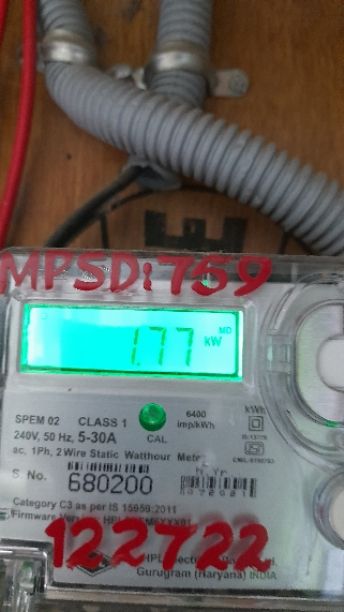 MPSD:759
1.77 kW MD
SPEM 02 CLASS 1
240V, 50 Hz, 5-30A
ac, 1Ph, 2 Wire Static Watthour Meter
CAL
6400
imp/kWh
kWh
S. No. 680200
Category C3 as per IS 15959:2011
Firmware
122722
Gurugram (Haryana) INDIA